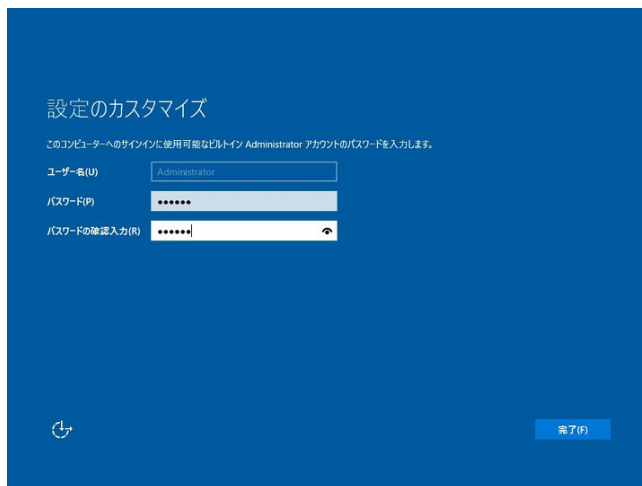 設定のカスタマイズ
このコンピューターへのサインインに使用可能なビルトイン Administrator アカウントのパスワードを入力します。
ユーザー名(U)
Administrator
パスワード(P)
●●●●●●
パスワードの確認入力(R)
●●●●●●
完了(F)